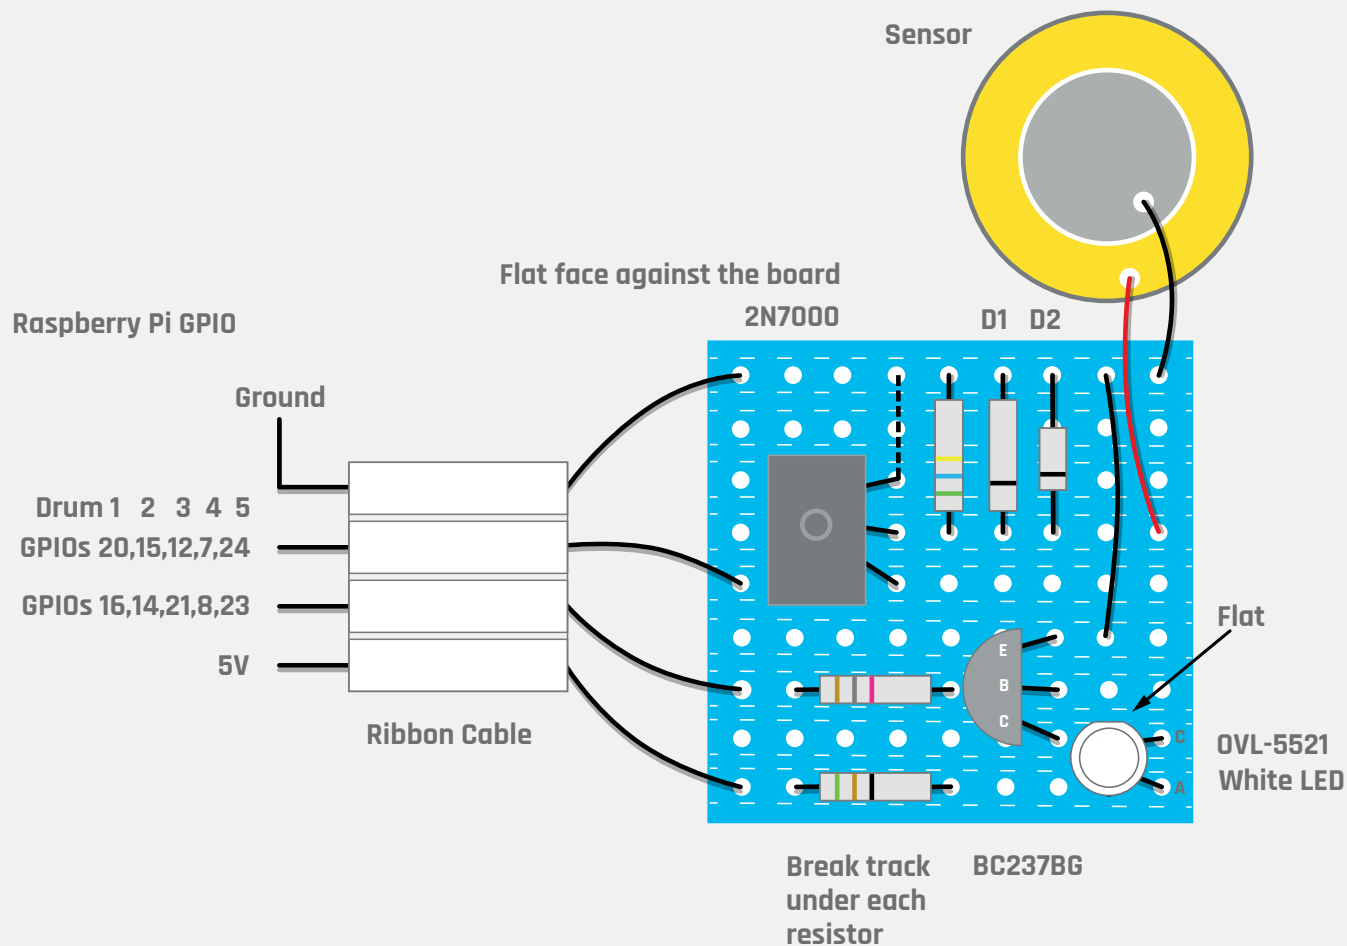 Sensor
Flat face against the board
2N7000
D1 D2
Raspberry Pi GPIO
Ground
Drum 1 2 3 4 5
GPIOs 20,15,12,7,24
GPIOs 16,14,21,8,23
5V
Ribbon Cable
E
B
C
Flat
C
A
OVL-5521
White LED
Break track
under each
resistor
BC237BG